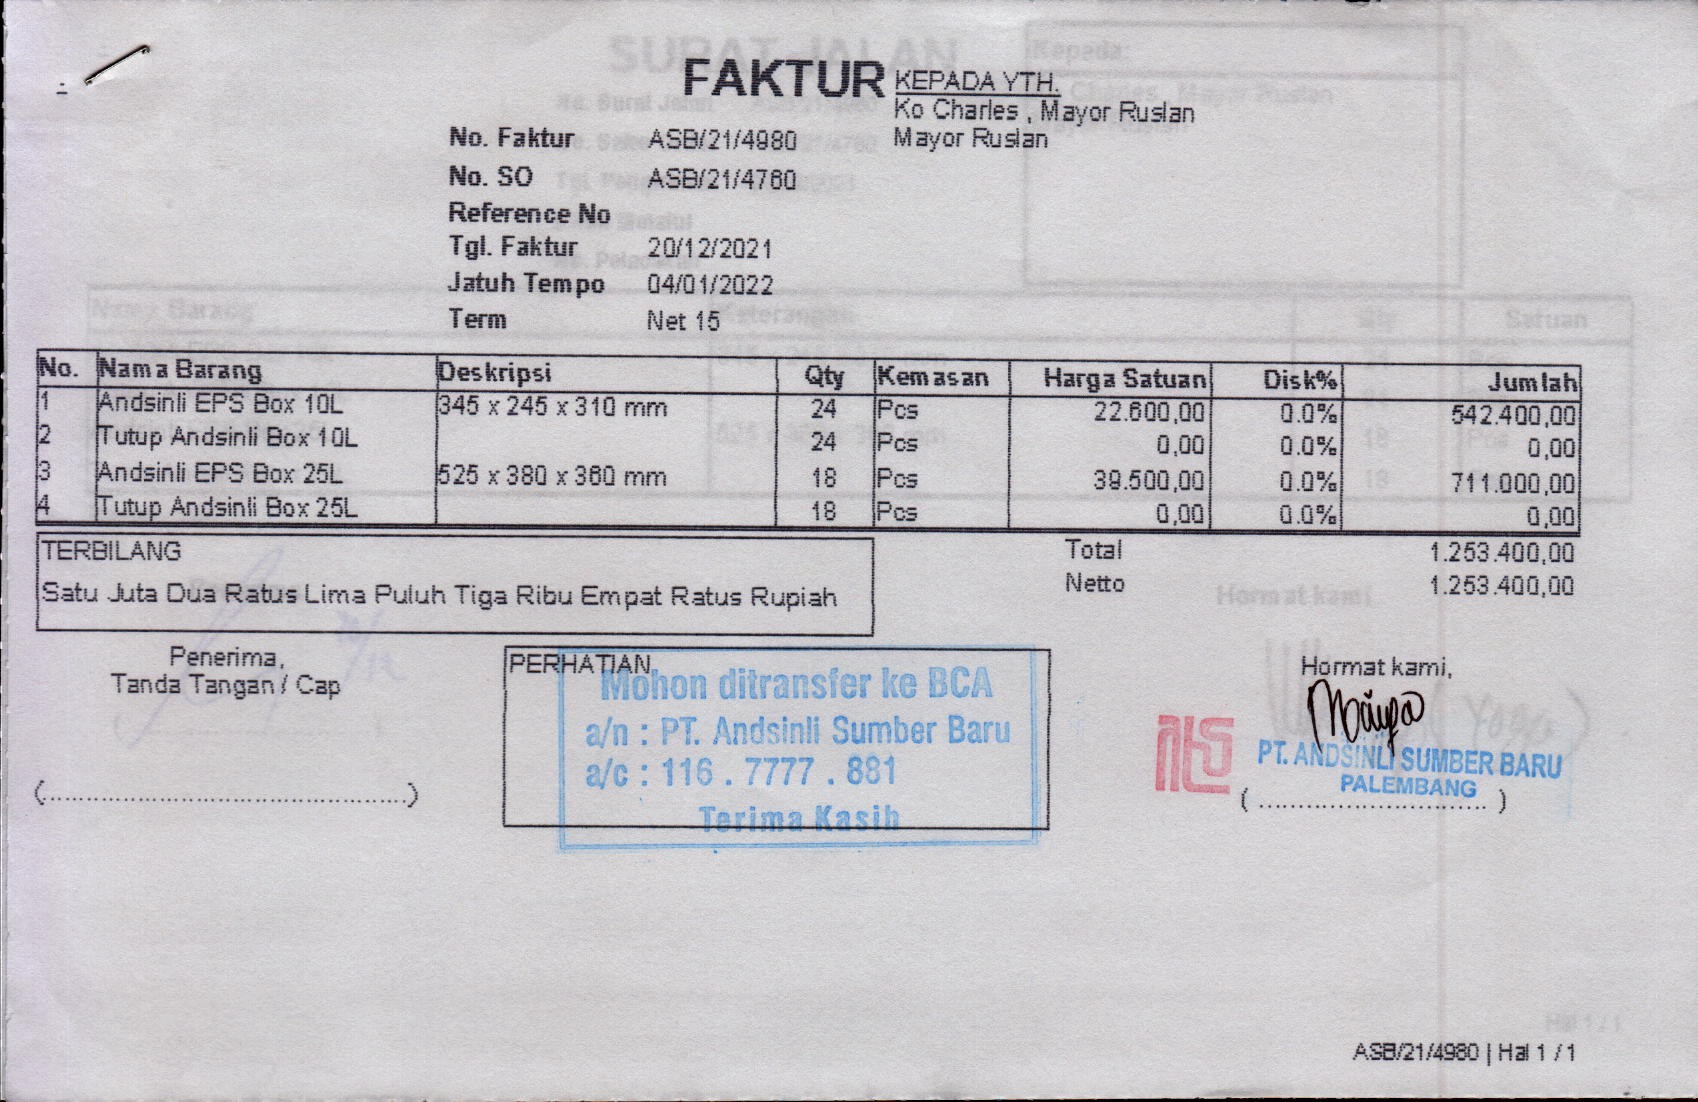 FAKTUR
KEPADA YTH.
Ko Charles , Mayor Ruslan
Mayor Ruslan
No. Faktur ASB/21/4980
No. SO ASB/21/4760
Reference No
Tgl. Faktur 20/12/2021
Jatuh Tempo 04/01/2022
Term Net 15
No. Nama Barang Deskripsi Qty Kemasan Harga Satuan Disk% Jumlah
1 Andsinli EPS Box 10L 345 x 245 x 310 mm 24 Pcs 22.600,00 0.0% 542.400,00
2 Tutup Andsinli Box 10L 24 Pcs 0,00 0.0% 0,00
3 Andsinli EPS Box 25L 525 x 380 x 360 mm 18 Pcs 39.500,00 0.0% 711.000,00
4 Tutup Andsinli Box 25L 18 Pcs 0,00 0.0% 0,00
TERBILANG
Satu Juta Dua Ratus Lima Puluh Tiga Ribu Empat Ratus Rupiah
Total 1.253.400,00
Netto 1.253.400,00
Penerima,
Tanda Tangan / Cap
(...............................................)
PERHATIAN
Mohon ditransfer ke BCA
a/n : PT. Andsinli Sumber Baru
a/c : 116 . 7777 . 881
Terima Kasih
Hormat kami,
PT. ANDSINLI SUMBER BARU
PALEMBANG
( .............................. )
ASB/21/4980 | Hal 1 / 1